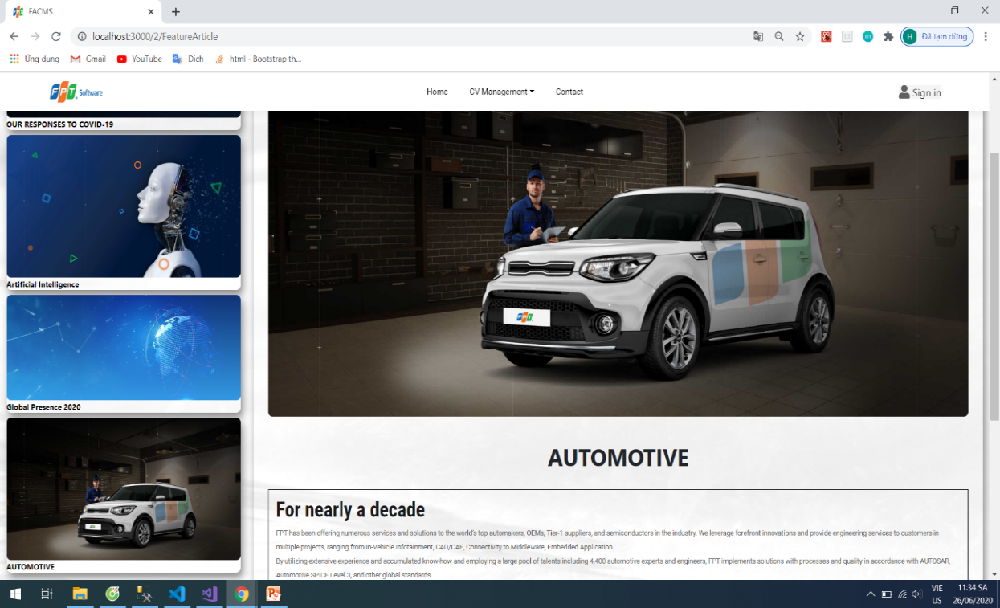 FACMS
localhost:3000/2/FeatureArticle
H Đã tạm dừng
Ứng dụng Gmail YouTube Dịch html - Bootstrap th...
FPT Software
Home CV Management Contact
Sign in
OUR RESPONSES TO COVID-19
Artificial Intelligence
Global Presence 2020
AUTOMOTIVE
FPT
AUTOMOTIVE
For nearly a decade
FPT has been offering numerous services and solutions to the world's top automakers, OEMs, Tier-1 suppliers, and semiconductors in the industry. We leverage forefront innovations and provide engineering services to customers in
multiple projects, ranging from In-Vehicle Infotainment, CAD/CAE, Connectivity to Middleware, Embedded Application.
By utilizing extensive experience and accumulated know-how and employing a large pool of talents including 4,400 automotive experts and engineers, FPT implements solutions with processes and quality in accordance with AUTOSAR,
Automotive SPICE Level 3, and other global standards.
VIE 11:34 SA
US 26/06/2020